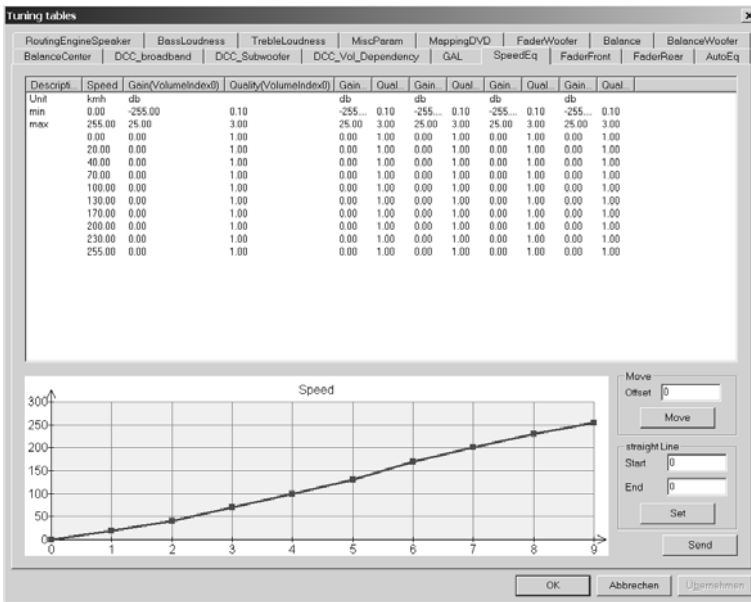 Tuning tables
RoutingEngineSpeaker BassLoudness TrebleLoudness MiscParam MappingDVD FaderWoofer Balance BalanceWoofer
BalanceCenter DCC_broadband DCC_Subwoofer DCC_Vol_Dependency GAL SpeedEq FaderFront FaderRear AutoEq
Descripti... Speed Gain(VolumeIndex0) Quality(VolumeIndex0) Gain... Qual... Gain... Qual... Gain... Qual... Gain... Qual...
Unit kmh db db db db db
min 0.00 -255.00 0.10 -255... 0.10 -255... 0.10 -255... 0.10 -255... 0.10
max 255.00 25.00 3.00 25.00 3.00 25.00 3.00 25.00 3.00 25.00 3.00
0.00 0.00 1.00 0.00 1.00 0.00 1.00 0.00 1.00 0.00 1.00
20.00 0.00 1.00 0.00 1.00 0.00 1.00 0.00 1.00 0.00 1.00
40.00 0.00 1.00 0.00 1.00 0.00 1.00 0.00 1.00 0.00 1.00
70.00 0.00 1.00 0.00 1.00 0.00 1.00 0.00 1.00 0.00 1.00
100.00 0.00 1.00 0.00 1.00 0.00 1.00 0.00 1.00 0.00 1.00
130.00 0.00 1.00 0.00 1.00 0.00 1.00 0.00 1.00 0.00 1.00
170.00 0.00 1.00 0.00 1.00 0.00 1.00 0.00 1.00 0.00 1.00
200.00 0.00 1.00 0.00 1.00 0.00 1.00 0.00 1.00 0.00 1.00
230.00 0.00 1.00 0.00 1.00 0.00 1.00 0.00 1.00 0.00 1.00
255.00 0.00 1.00 0.00 1.00 0.00 1.00 0.00 1.00 0.00 1.00
Speed
300
250
200
150
100
50
0
0 1 2 3 4 5 6 7 8 9
Move
Offset 0
Move
straight Line
Start 0
End 0
Set
Send
OK Abbrechen Übernehmen